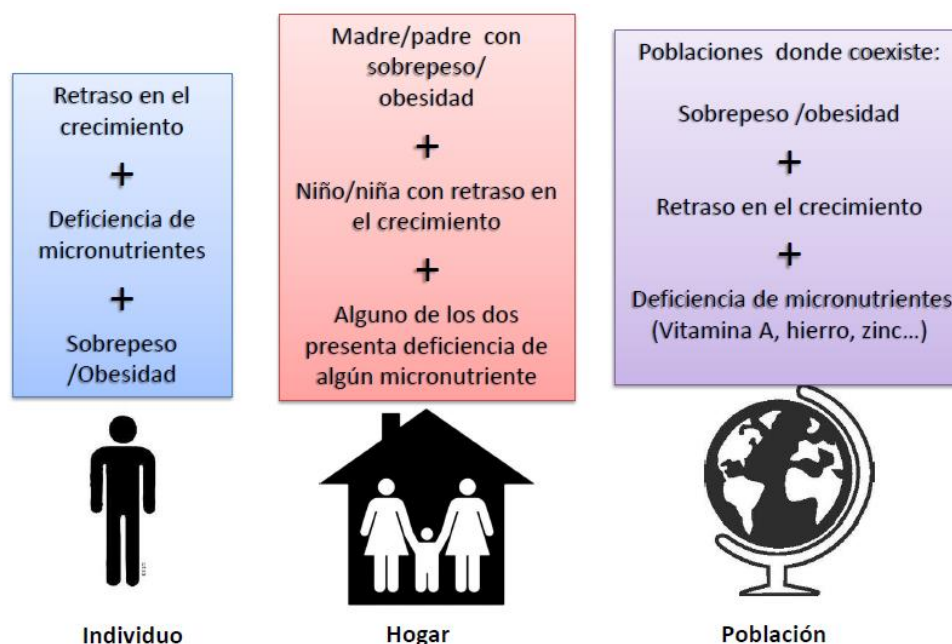 Retraso en el
crecimiento
+
Deficiencia de
micronutrientes
+
Sobrepeso
/Obesidad
Individuo
Madre/padre con
sobrepeso/
obesidad
+
Niño/niña con retraso en
el crecimiento
+
Alguno de los dos
presenta deficiencia de
algún micronutriente
Hogar
Poblaciones donde coexiste:
Sobrepeso /obesidad
+
Retraso en el crecimiento
+
Deficiencia de micronutrientes
(Vitamina A, hierro, zinc...)
Población